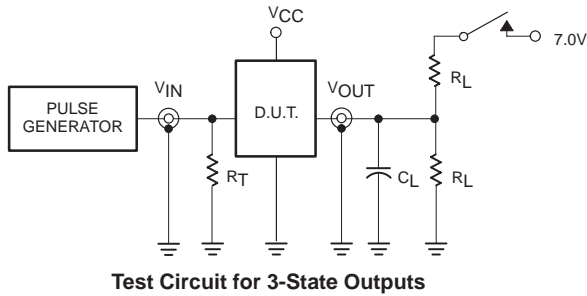 VCC
7.0V
RL
VIN
VOUT
PULSE
GENERATOR
D.U.T.
RT
CL
RL
Test Circuit for 3-State Outputs